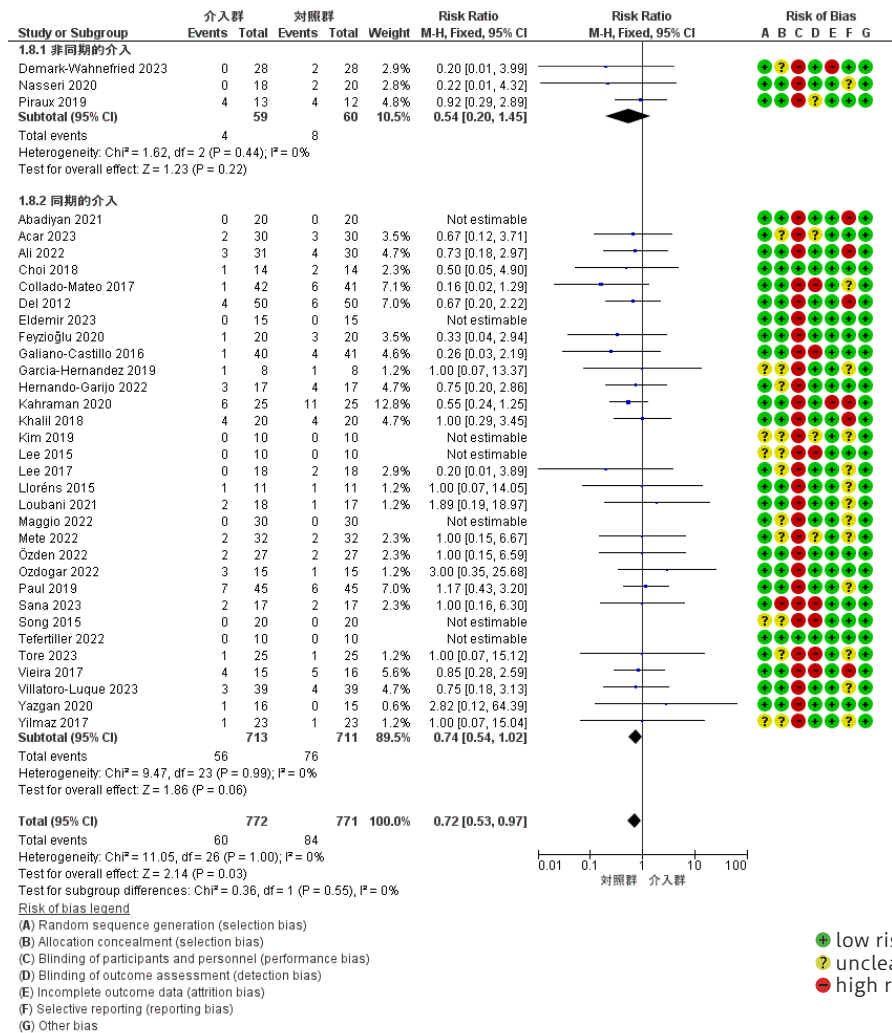 介入群 対照群 Risk Ratio Risk Ratio Risk of Bias
Study or Subgroup Events Total Events Total Weight M-H, Fixed, 95% CI M-H, Fixed, 95% CI A B C D E F G
1.8.1 非同期的介入
Demark-Wahnefried 2023 0 28 2 28 2.9% 0.20 [0.01, 3.99]
Nasseri 2020 0 18 2 20 2.8% 0.22 [0.01, 4.32]
Piraux 2019 4 13 4 12 4.8% 0.92 [0.29, 2.89]
Subtotal (95% CI) 59 60 10.5% 0.54 [0.20, 1.45]
Total events 4 8
Heterogeneity: Chi² = 1.62, df = 2 (P = 0.44); I² = 0%
Test for overall effect: Z = 1.23 (P = 0.22)
1.8.2 同期的介入
Abadiyan 2021 0 20 0 20 Not estimable
Acar 2023 2 30 3 30 3.5% 0.67 [0.12, 3.71]
Ali 2022 3 31 4 30 4.7% 0.73 [0.18, 2.97]
Choi 2018 1 14 2 14 2.3% 0.50 [0.05, 4.90]
Collado-Mateo 2017 1 42 6 41 7.1% 0.16 [0.02, 1.29]
Del 2012 4 50 6 50 7.0% 0.67 [0.20, 2.22]
Eldemir 2023 0 15 0 15 Not estimable
Feyzioğlu 2020 1 20 3 20 3.5% 0.33 [0.04, 2.94]
Galiano-Castillo 2016 1 40 4 41 4.6% 0.26 [0.03, 2.19]
Garcia-Hernandez 2019 1 8 1 8 1.2% 1.00 [0.07, 13.37]
Hernando-Garijo 2022 3 17 4 17 4.7% 0.75 [0.20, 2.86]
Kahraman 2020 6 25 11 25 12.8% 0.55 [0.24, 1.25]
Khalil 2018 4 20 4 20 4.7% 1.00 [0.29, 3.45]
Kim 2019 0 10 0 10 Not estimable
Lee 2015 0 10 0 10 Not estimable
Lee 2017 0 18 2 18 2.9% 0.20 [0.01, 3.89]
Lloréns 2015 1 11 1 11 1.2% 1.00 [0.07, 14.05]
Loubani 2021 2 18 1 17 1.2% 1.89 [0.19, 18.97]
Maggio 2022 0 30 0 30 Not estimable
Mete 2022 2 32 2 32 2.3% 1.00 [0.15, 6.67]
Özden 2022 2 27 2 27 2.3% 1.00 [0.15, 6.59]
Ozdogar 2022 3 15 1 15 1.2% 3.00 [0.35, 25.68]
Paul 2019 7 45 6 45 7.0% 1.17 [0.43, 3.20]
Sana 2023 2 17 2 17 2.3% 1.00 [0.16, 6.30]
Song 2015 0 20 0 20 Not estimable
Tefertiller 2022 0 10 0 10 Not estimable
Tore 2023 1 25 1 25 1.2% 1.00 [0.07, 15.12]
Vieira 2017 4 15 5 16 5.6% 0.85 [0.28, 2.59]
Villatoro-Luque 2023 3 39 4 39 4.7% 0.75 [0.18, 3.13]
Yazgan 2020 1 16 0 15 0.6% 2.82 [0.12, 64.39]
Yilmaz 2017 1 23 1 23 1.2% 1.00 [0.07, 15.04]
Subtotal (95% CI) 713 711 89.5% 0.74 [0.54, 1.02]
Total events 56 76
Heterogeneity: Chi² = 9.47, df = 23 (P = 0.99); I² = 0%
Test for overall effect: Z = 1.86 (P = 0.06)
Total (95% CI) 772 771 100.0% 0.72 [0.53, 0.97]
Total events 60 84
Heterogeneity: Chi² = 11.05, df = 26 (P = 1.00); I² = 0%
Test for overall effect: Z = 2.14 (P = 0.03)
Test for subgroup differences: Chi² = 0.36, df = 1 (P = 0.55), I² = 0%
0.01 0.1 1 10 100
対照群 介入群
Risk of bias legend
(A) Random sequence generation (selection bias)
(B) Allocation concealment (selection bias)
(C) Blinding of participants and personnel (performance bias)
(D) Blinding of outcome assessment (detection bias)
(E) Incomplete outcome data (attrition bias)
(F) Selective reporting (reporting bias)
(G) Other bias
low ris
unclea
high r